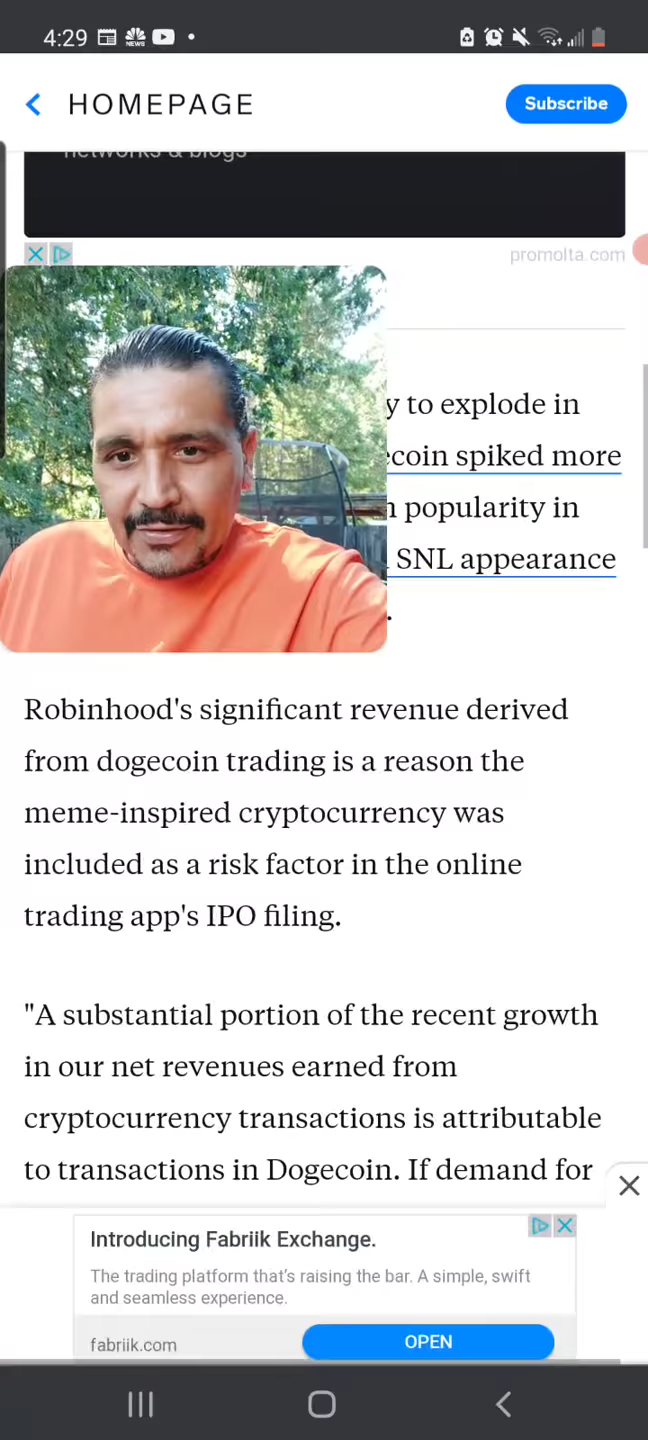 4:29
NEWS
HOMEPAGE
Subscribe
networks & blogs
promolta.com
y to explode in
coin spiked more
popularity in
SNL appearance
.
Robinhood's significant revenue derived
from dogecoin trading is a reason the
meme-inspired cryptocurrency was
included as a risk factor in the online
trading app's IPO filing.
"A substantial portion of the recent growth
in our net revenues earned from
cryptocurrency transactions is attributable
to transactions in Dogecoin. If demand for
Introducing Fabriik Exchange.
The trading platform that's raising the bar. A simple, swift
and seamless experience.
fabriik.com
OPEN